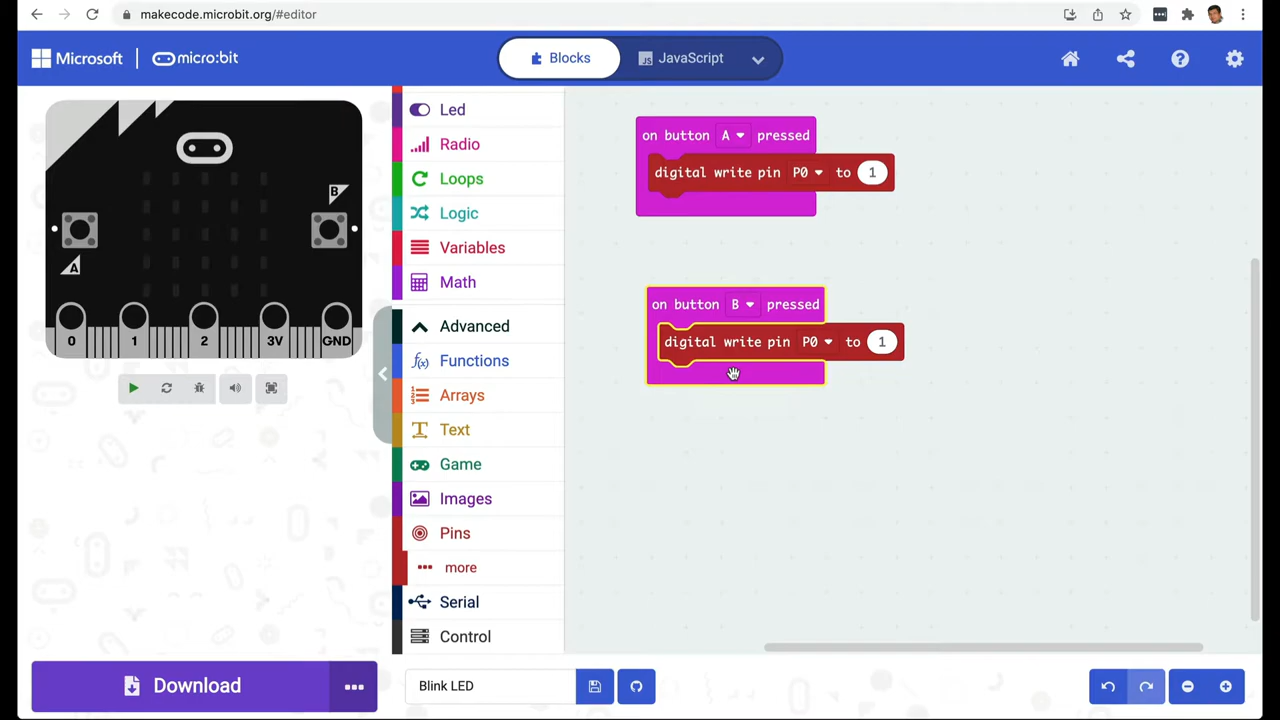 makecode.microbit.org/#editor
Microsoft
micro:bit
Blocks
JavaScript
B
A
0
1
2
3V
GND
Led
Radio
Loops
Logic
Variables
Math
Advanced
Functions
Arrays
Text
Game
Images
Pins
more
Serial
Control
on button A pressed
digital write pin P0 to 1
on button B pressed
digital write pin P0 to 1
Download
Blink LED